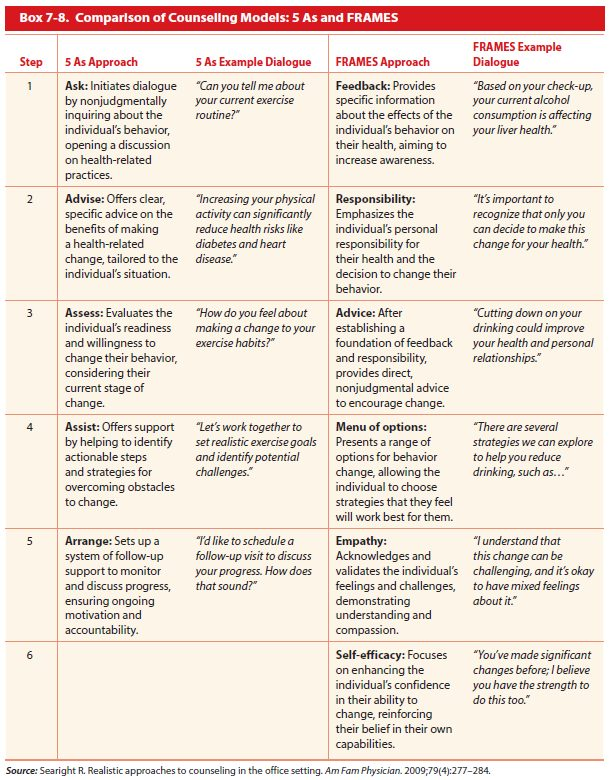 Box 7-8. Comparison of Counseling Models: 5 As and FRAMES
Step
5 As Approach
5 As Example Dialogue
FRAMES Approach
FRAMES Example
Dialogue
1
Ask: Initiates dialogue
by nonjudgmentally
inquiring about the
individual’s behavior,
opening a discussion
on health-related
practices.
“Can you tell me about
your current exercise
routine?”
Feedback: Provides
specific information
about the effects of the
individual’s behavior on
their health, aiming to
increase awareness.
“Based on your check-up,
your current alcohol
consumption is affecting
your liver health.”
2
Advise: Offers clear,
specific advice on the
benefits of making
a health-related
change, tailored to the
individual’s situation.
“Increasing your physical
activity can significantly
reduce health risks like
diabetes and heart
disease.”
Responsibility:
Emphasizes the
individual’s personal
responsibility for
their health and the
decision to change their
behavior.
“It’s important to
recognize that only you
can decide to make this
change for your health.”
3
Assess: Evaluates the
individual’s readiness
and willingness to
change their behavior,
considering their
current stage of
change.
“How do you feel about
making a change to your
exercise habits?”
Advice: After
establishing a
foundation of feedback
and responsibility,
provides direct,
nonjudgmental advice
to encourage change.
“Cutting down on your
drinking could improve
your health and personal
relationships.”
4
Assist: Offers support
by helping to identify
actionable steps
and strategies for
overcoming obstacles
to change.
“Let’s work together to
set realistic exercise goals
and identify potential
challenges.”
Menu of options:
Presents a range of
options for behavior
change, allowing the
individual to choose
strategies that they feel
will work best for them.
“There are several
strategies we can explore
to help you reduce
drinking, such as…”
5
Arrange: Sets up a
system of follow-up
support to monitor
and discuss progress,
ensuring ongoing
motivation and
accountability.
“I’d like to schedule a
follow-up visit to discuss
your progress. How does
that sound?”
Empathy:
Acknowledges and
validates the individual’s
feelings and challenges,
demonstrating
understanding and
compassion.
“I understand that
this change can be
challenging, and it’s okay
to have mixed feelings
about it.”
6
Self-efficacy: Focuses
on enhancing the
individual’s confidence
in their ability to
change, reinforcing
their belief in their own
capabilities.
“You’ve made significant
changes before; I believe
you have the strength to
do this too.”
Source: Searight R. Realistic approaches to counseling in the office setting. Am Fam Physician. 2009;79(4):277–284.